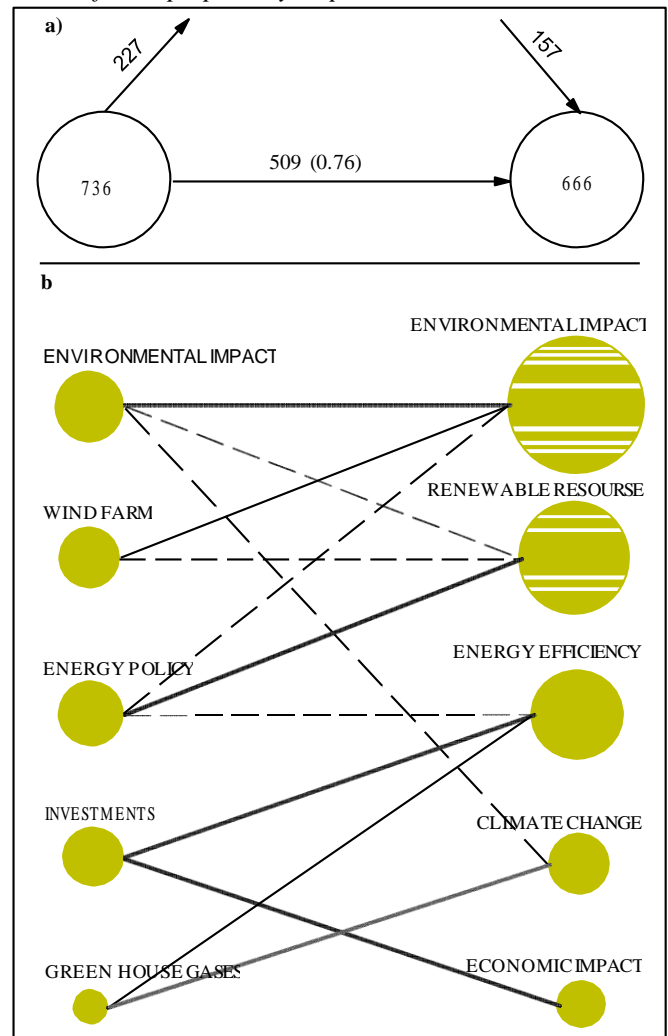 a)
227
157
509 (0.76)
736
666
b
ENVIRONMENTAL IMPACT
ENVIRONMENTAL IMPACT
RENEWABLE RESOURSE
WIND FARM
ENERGY EFFICIENCY
ENERGY POLICY
INVESTMENTS
CLIMATE CHANGE
GREEN HOUSE GASES
ECONOMIC IMPACT